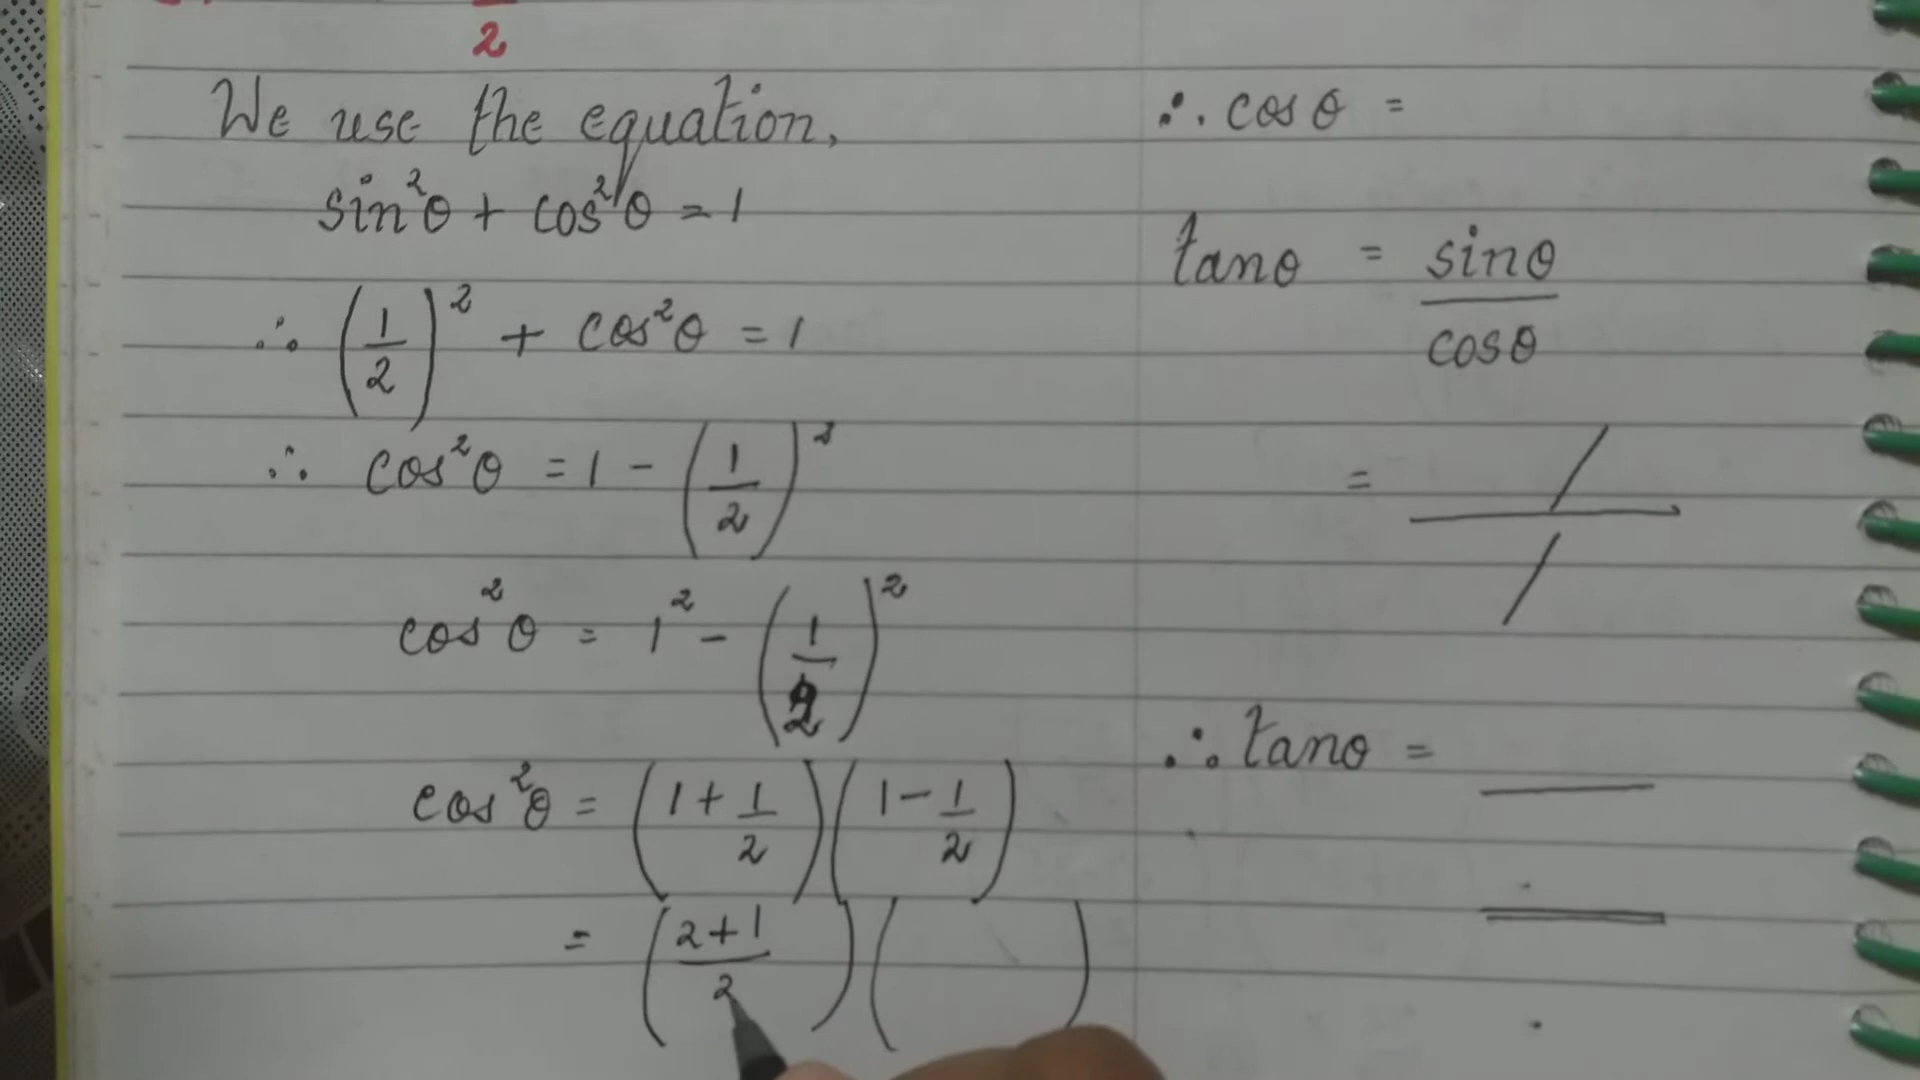 2
We use the equation,
sin²θ + cos²θ = 1
∴ (1/2)² + cos²θ = 1
∴ cos²θ = 1 - (1/2)²
cos²θ = 1² - (1/2)²
cos²θ = (1 + 1/2)(1 - 1/2)
= (2+1/2)( )
∴ cos θ =
tanθ = sinθ/cosθ
= /
/
∴ tanθ =